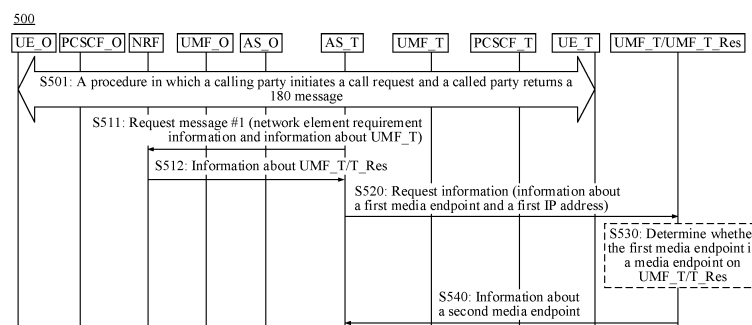 500
UE_O PCSCF_O NRF UMF_O AS_O AS_T UMF_T PCSCF_T UE_T UMF_T/UMF_T_Res
S501: A procedure in which a calling party initiates a call request and a called party returns a
180 message
S511: Request message #1 (network element requirement
information and information about UMF_T)
S512: Information about UMF_T/T_Res
S520: Request information (information about
a first media endpoint and a first IP address)
S530: Determine whethe
the first media endpoint i
a media endpoint on
UMF_T/T_Res
S540: Information about
a second media endpoint